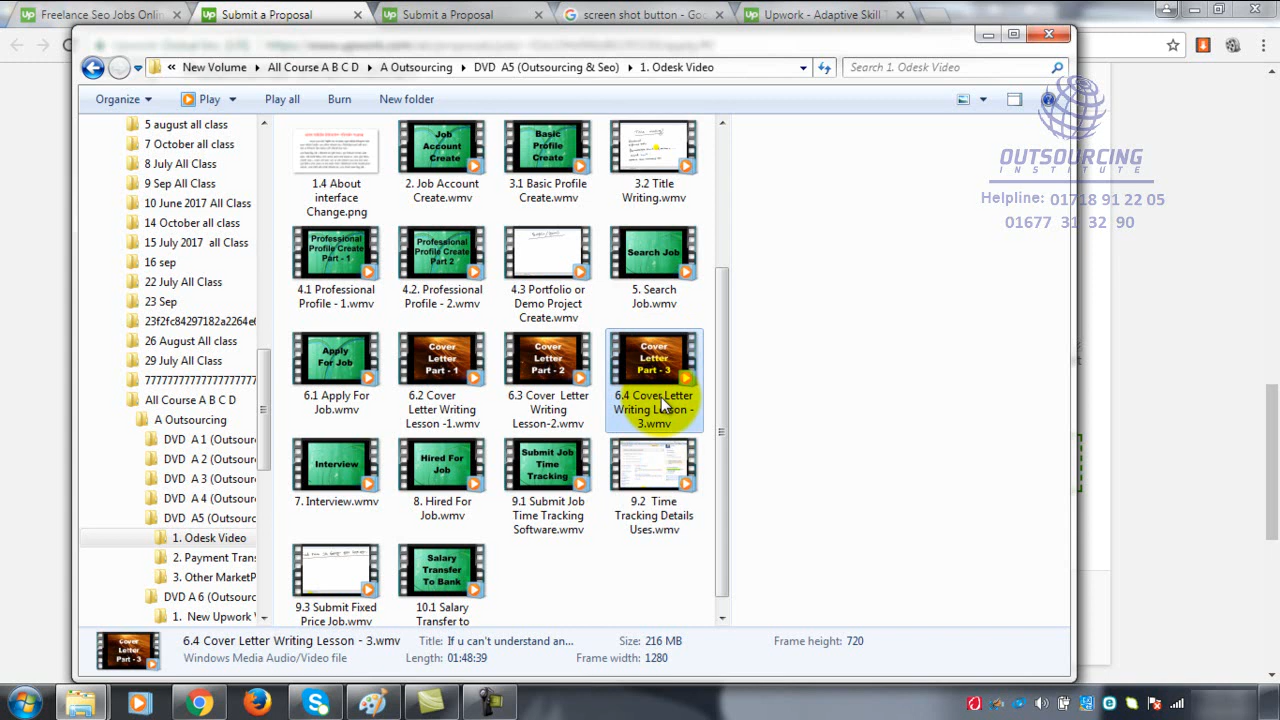 Freelance Seo Jobs Onlin
Submit a Proposal
Submit a Proposal
screen shot button - Goo
Upwork - Adaptive Skill T
New Volume
All Course A B C D
A Outsourcing
DVD A5 (Outsourcing & Seo)
1. Odesk Video
Search 1. Odesk Video
Organize
Play
Play all
Burn
New folder
OUTSOURCING
INSTITUTE
Helpline: 01718 91 22 05
01677 31 32 90
5 august all class
7 October all class
8 July All Class
9 Sep All Class
10 June 2017 All Class
14 October all class
15 July 2017 all Class
16 sep
22 July All Class
23 Sep
23f2fc84297182a2264e6
26 August All Class
29 July All Class
All Course A B C D
A Outsourcing
DVD A 1 (Outsour
DVD A 2 (Outsour
DVD A 3 (Outsour
DVD A 4 (Outsour
DVD A5 (Outsourc
1. Odesk Video
2. Payment Trans
3. Other MarketP
DVD A 6 (Outsour
1. New Upwork V
Job
Account
Create
Basic
Profile
Create
1.4 About
interface
Change.png
2. Job Account
Create.wmv
3.1 Basic Profile
Create.wmv
3.2 Title
Writing.wmv
Professional
Profile Create
Part - 1
Professional
Profile Create
Part 2
Search Job
4.1 Professional
Profile - 1.wmv
4.2. Professional
Profile - 2.wmv
4.3 Portfolio or
Demo Project
Create.wmv
5. Search
Job.wmv
Apply
For Job
Cover
Letter
Part - 1
Cover
Letter
Part - 2
Cover
Letter
Part - 3
6.1 Apply For
Job.wmv
6.2 Cover
Letter Writing
Lesson -1.wmv
6.3 Cover Letter
Writing
Lesson-2.wmv
6.4 Cover Letter
Writing Lesson -
3.wmv
Interview
Hired For
Job
Submit Job
Time
Tracking
7. Interview.wmv
8. Hired For
Job.wmv
9.1 Submit Job
Time Tracking
Software.wmv
9.2 Time
Tracking Details
Uses.wmv
Salary
Transfer
To Bank
9.3 Submit Fixed
Price Job.wmv
10.1 Salary
Transfer to
6.4 Cover Letter Writing Lesson - 3.wmv
Windows Media Audio/Video file
Title: If u can't understand an...
Length: 01:48:39
Size: 216 MB
Frame width: 1280
Frame height: 720